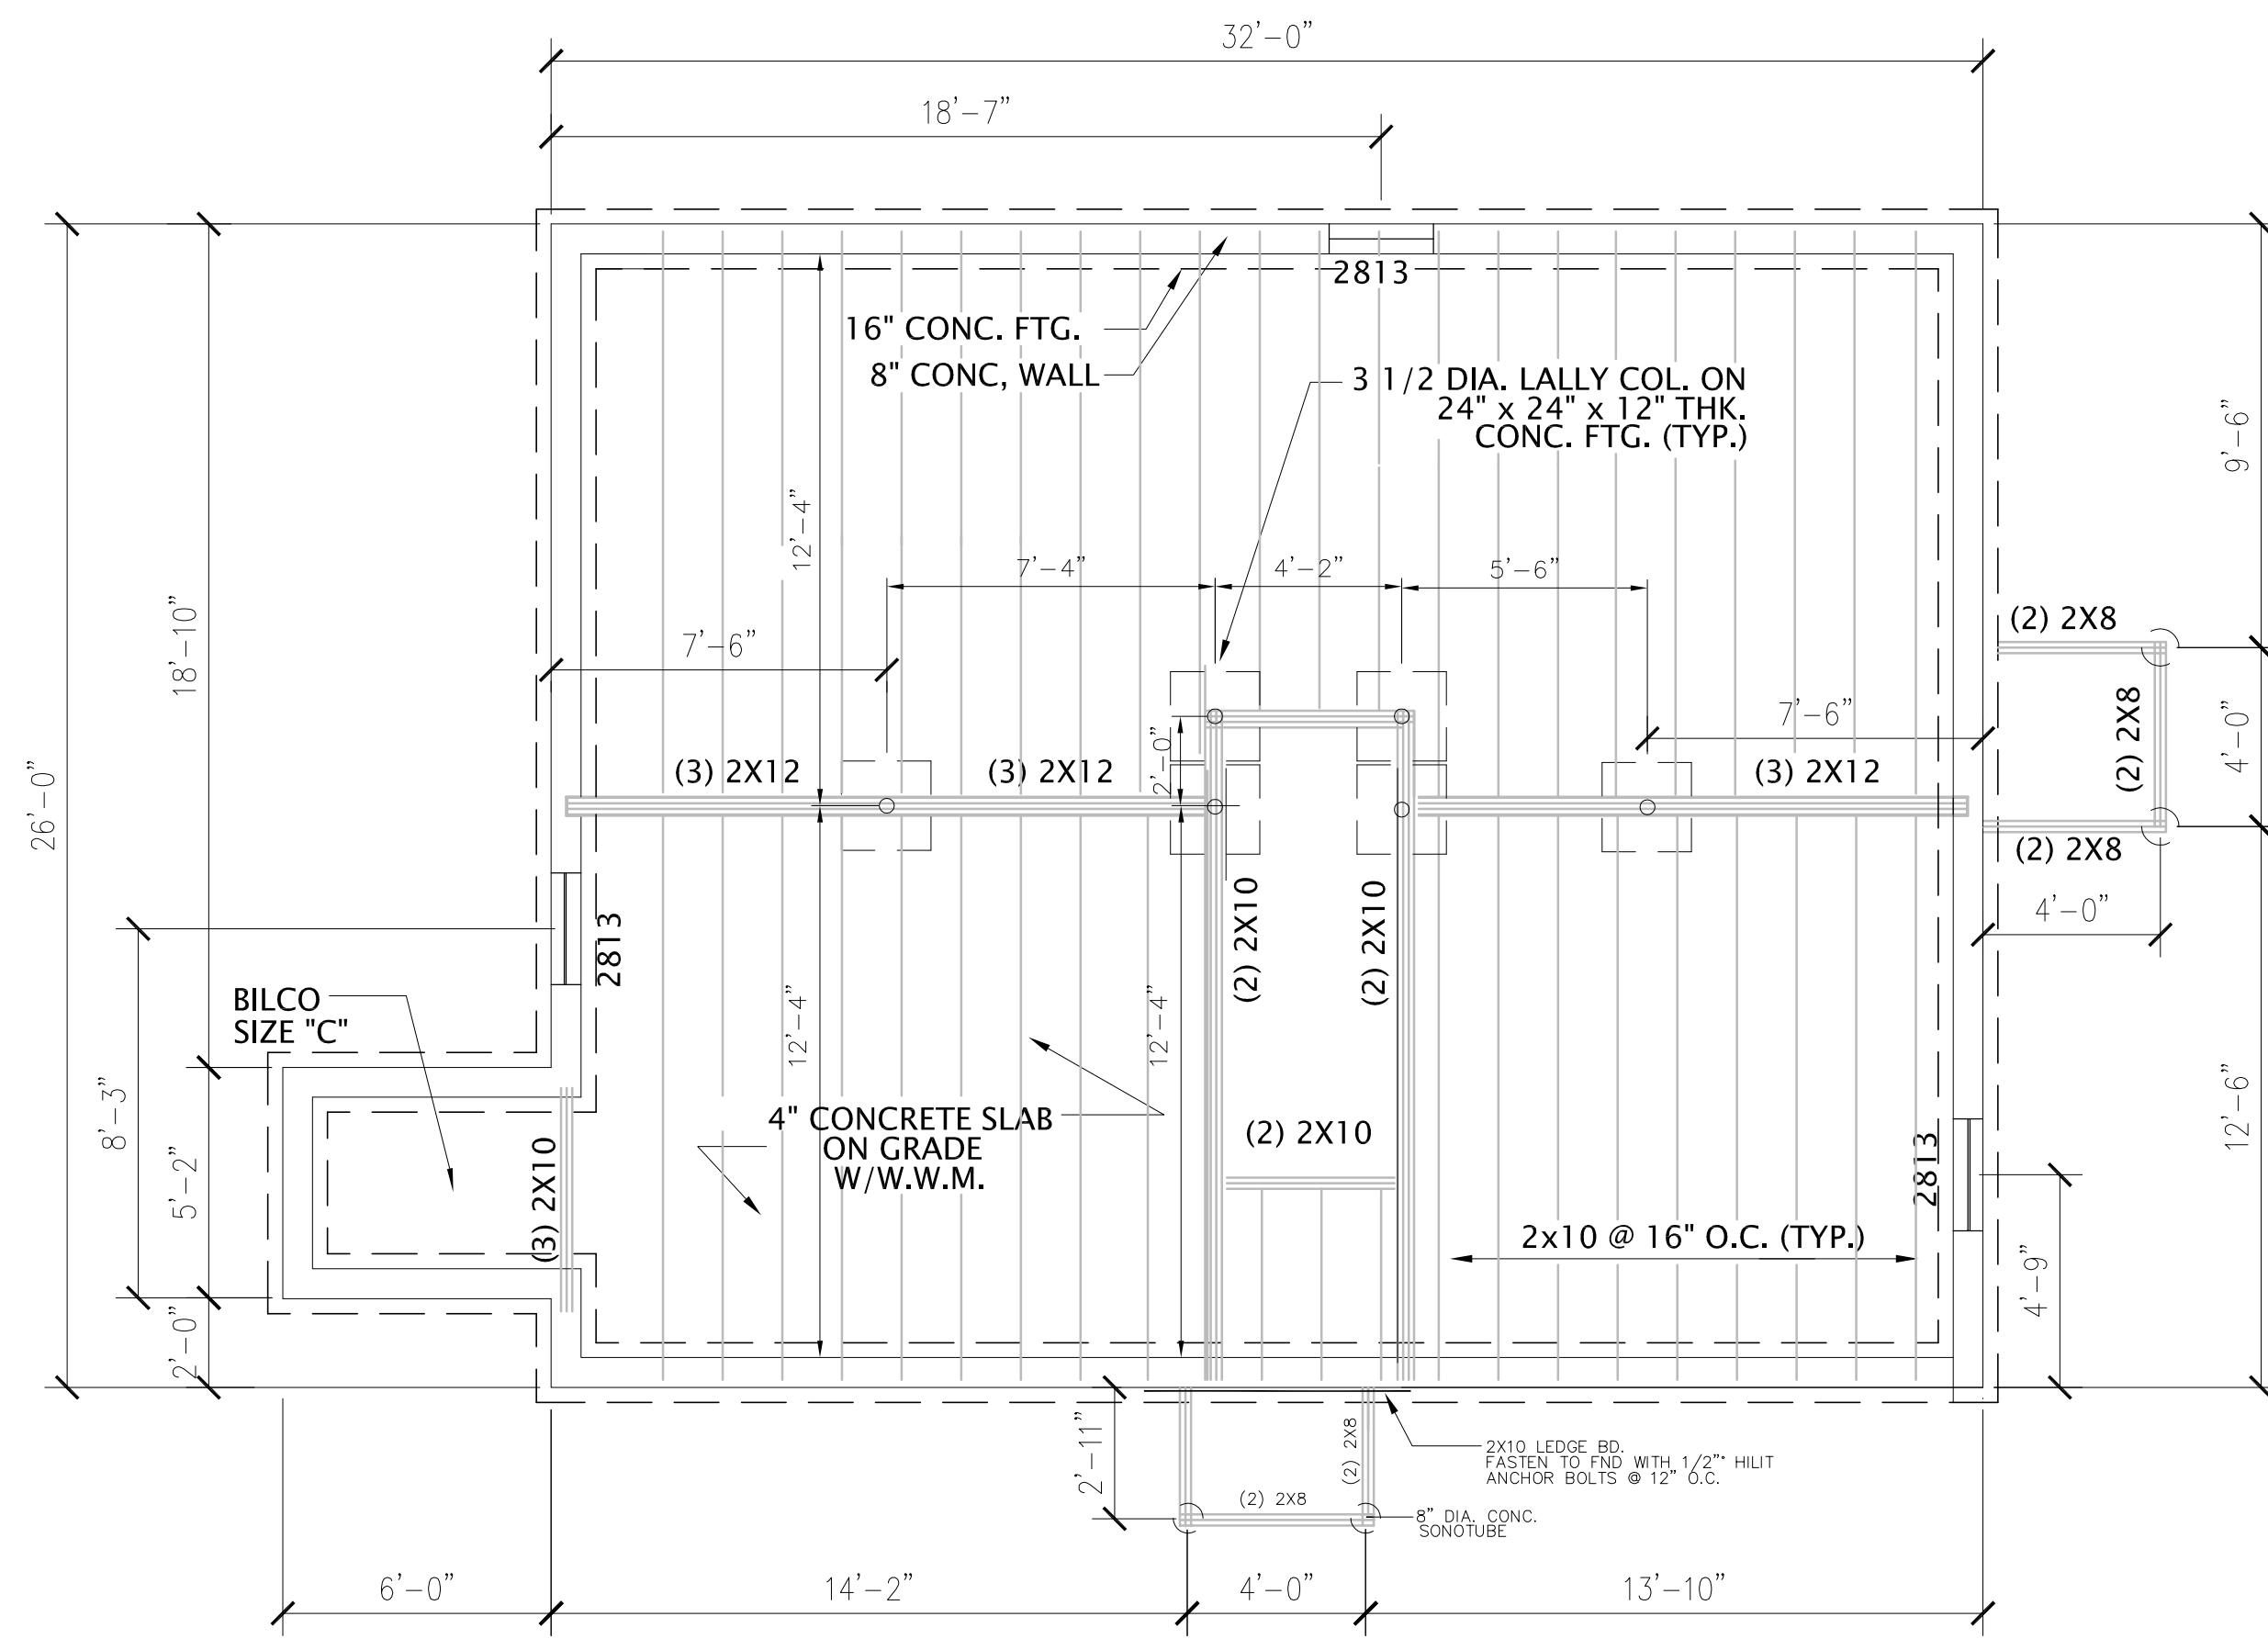 32'-0"
18'-7"
2813
16" CONC. FTG.
8" CONC, WALL
3 1/2 DIA. LALLY COL. ON
24" x 24" x 12" THK.
CONC. FTG. (TYP.)
9'-6"
12'-4"
7'-4"
4'-2"
5'-6"
18'-10"
7'-6"
(2) 2X8
7'-6"
(2) 2X8
4'-0"
26'-0"
(3) 2X12
(3) 2X12
2'-0"
(3) 2X12
(2) 2X8
4'-0"
2813
(2) 2X10
(2) 2X10
BILCO
SIZE "C"
12'-4"
12'-4"
8'-3"
4" CONCRETE SLAB
ON GRADE
W/W.W.M.
(2) 2X10
12'-6"
5'-2"
(3) 2X10
2813
2x10 @ 16" O.C. (TYP.)
4'-9"
2'-0"
2'-11"
(2) 2X8
2X10 LEDGE BD.
FASTEN TO FND WITH 1/2"° HILIT
ANCHOR BOLTS @ 12" O.C.
(2) 2X8
8" DIA. CONC.
SONOTUBE
6'-0"
14'-2"
4'-0"
13'-10"